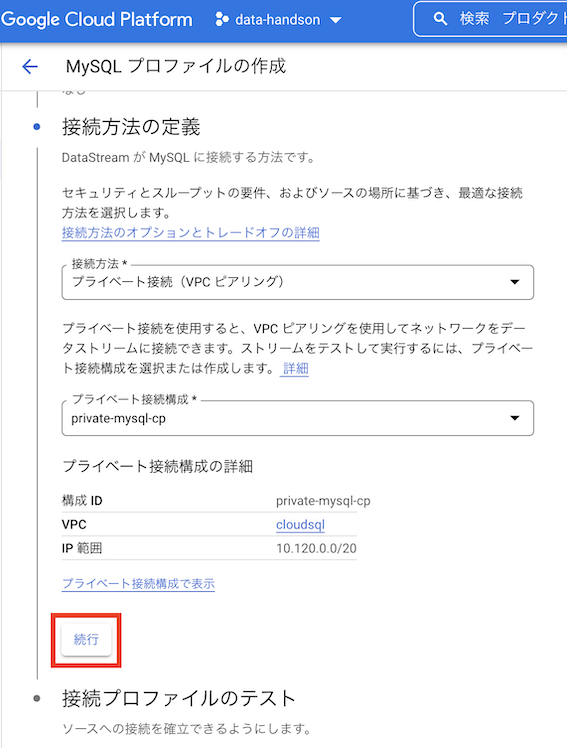 Google Cloud Platform
data-handson
検索 プロダクト
MySQL プロファイルの作成
なし
接続方法の定義
DataStream が MySQL に接続する方法です。
セキュリティとスループットの要件、およびソースの場所に基づき、最適な接続
方法を選択します。
接続方法のオプションとトレードオフの詳細
接続方法 *
プライベート接続（VPC ピアリング）
プライベート接続を使用すると、VPC ピアリングを使用してネットワークをデー
タストリームに接続できます。ストリームをテストして実行するには、プライベー
ト接続構成を選択または作成します。 詳細
プライベート接続構成 *
private-mysql-cp
プライベート接続構成の詳細
構成 ID private-mysql-cp
VPC cloudsql
IP 範囲 10.120.0.0/20
プライベート接続構成で表示
続行
接続プロファイルのテスト
ソースへの接続を確立できるようにします。